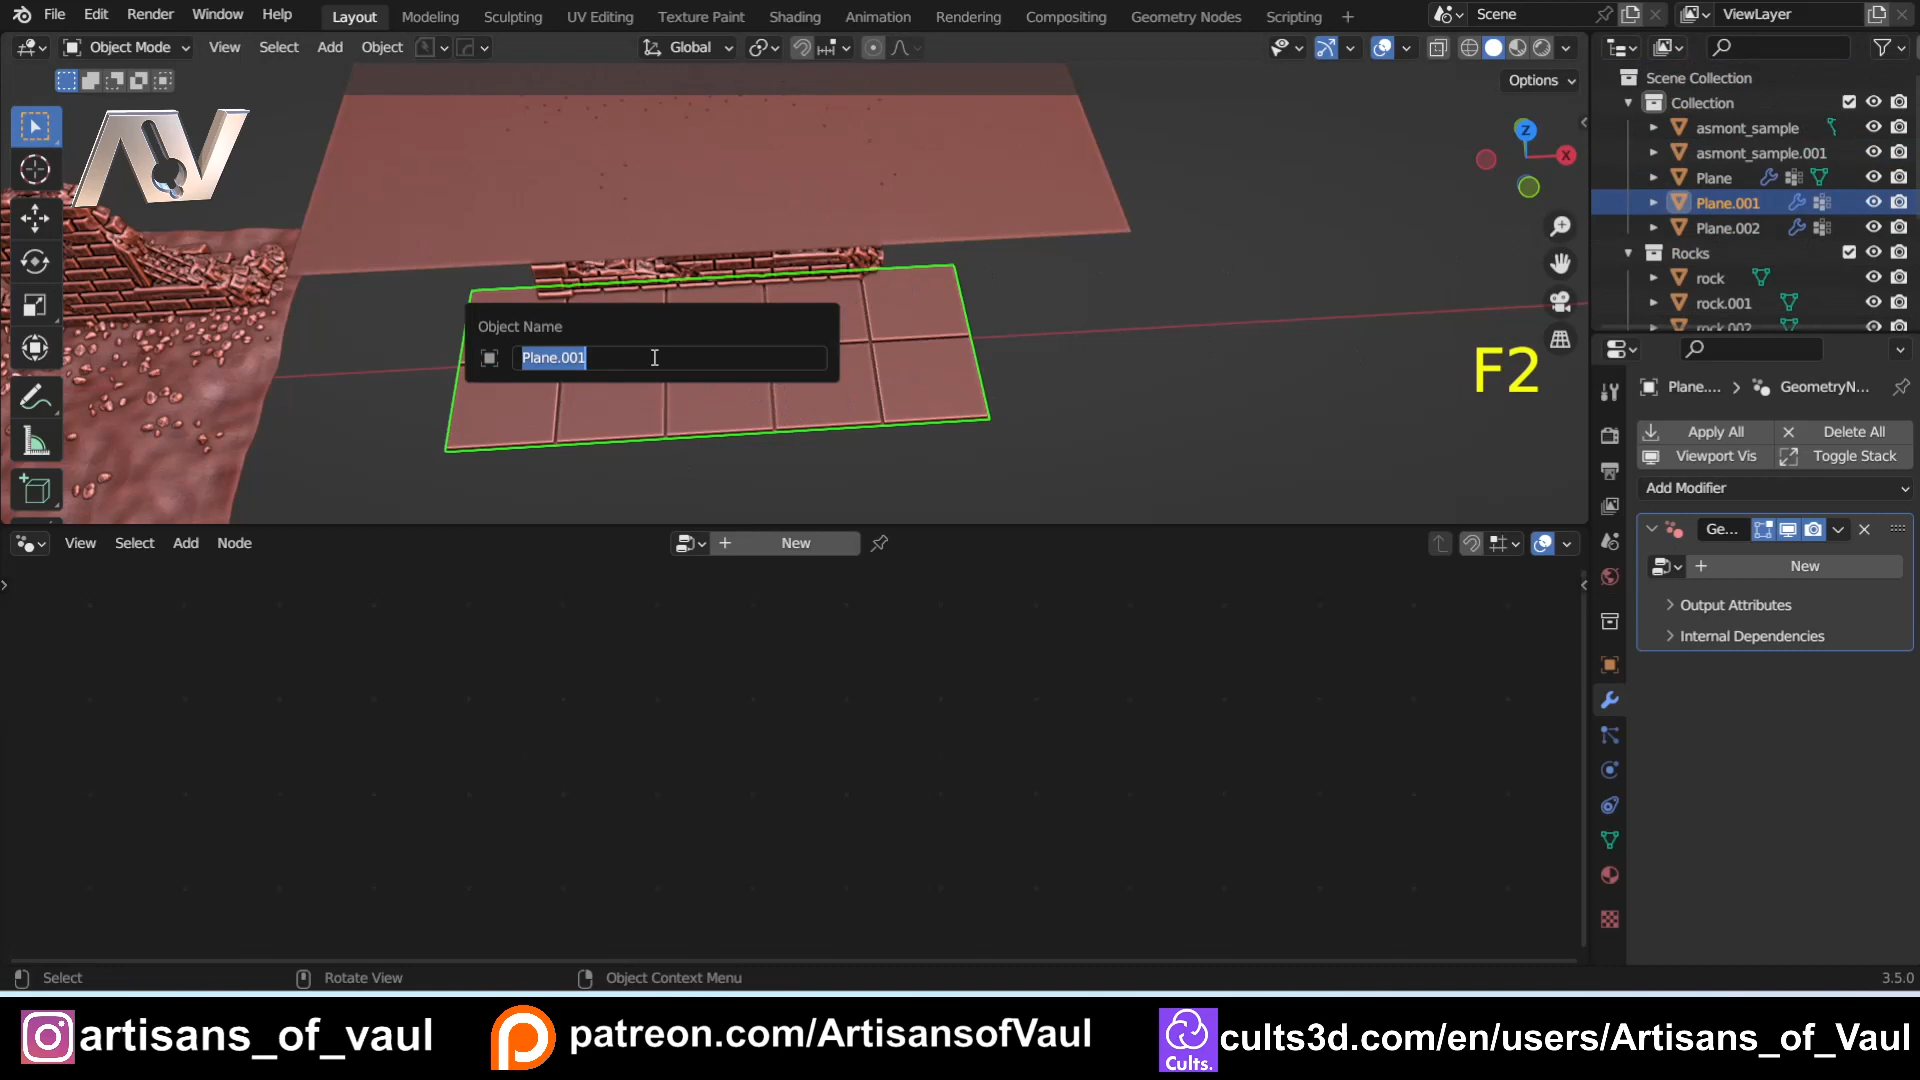 File Edit Render Window Help
Layout Modeling Sculpting UV Editing Texture Paint Shading Animation Rendering Compositing Geometry Nodes Scripting +
Scene
ViewLayer
Object Mode View Select Add Object
Global
Options
AV
Z
X
Scene Collection
Collection
asmont_sample
asmont_sample.001
Plane
Plane.001
Plane.002
Rocks
rock
rock.001
rock.002
Object Name
Plane.001
F2
Plane.... > GeometryN...
Apply All Delete All
Viewport Vis Toggle Stack
Add Modifier
Ge...
New
Output Attributes
Internal Dependencies
View Select Add Node
New
Select Rotate View Object Context Menu
3.5.0
artisans_of_vaul
patreon.com/ArtisansofVaul
Cults.
cults3d.com/en/users/Artisans_of_Vaul